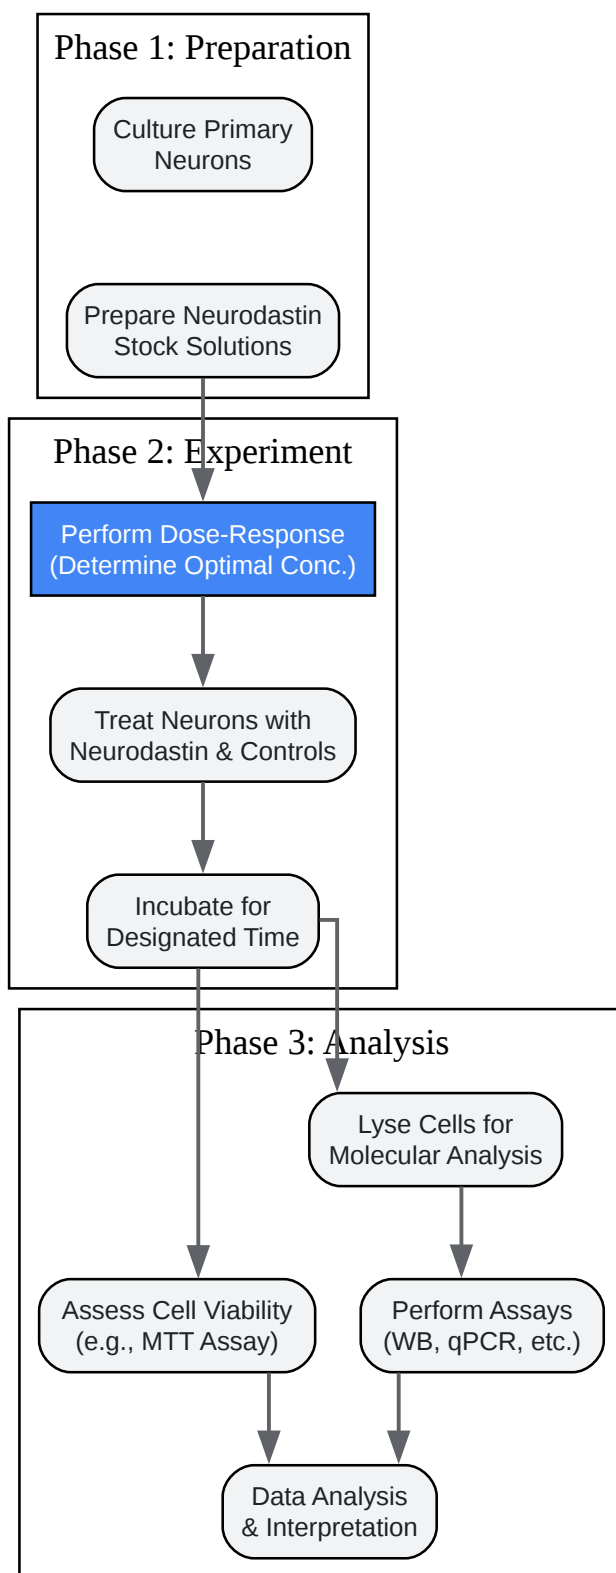 Phase 1: Preparation
Culture Primary
Neurons
Prepare Neurodastin
Stock Solutions
Phase 2: Experiment
Perform Dose-Response
(Determine Optimal Conc.)
Treat Neurons with
Neurodastin & Controls
Incubate for
Designated Time
Phase 3: Analysis
Lyse Cells for
Molecular Analysis
Assess Cell Viability
(e.g., MTT Assay)
Perform Assays
(WB, qPCR, etc.)
Data Analysis
& Interpretation